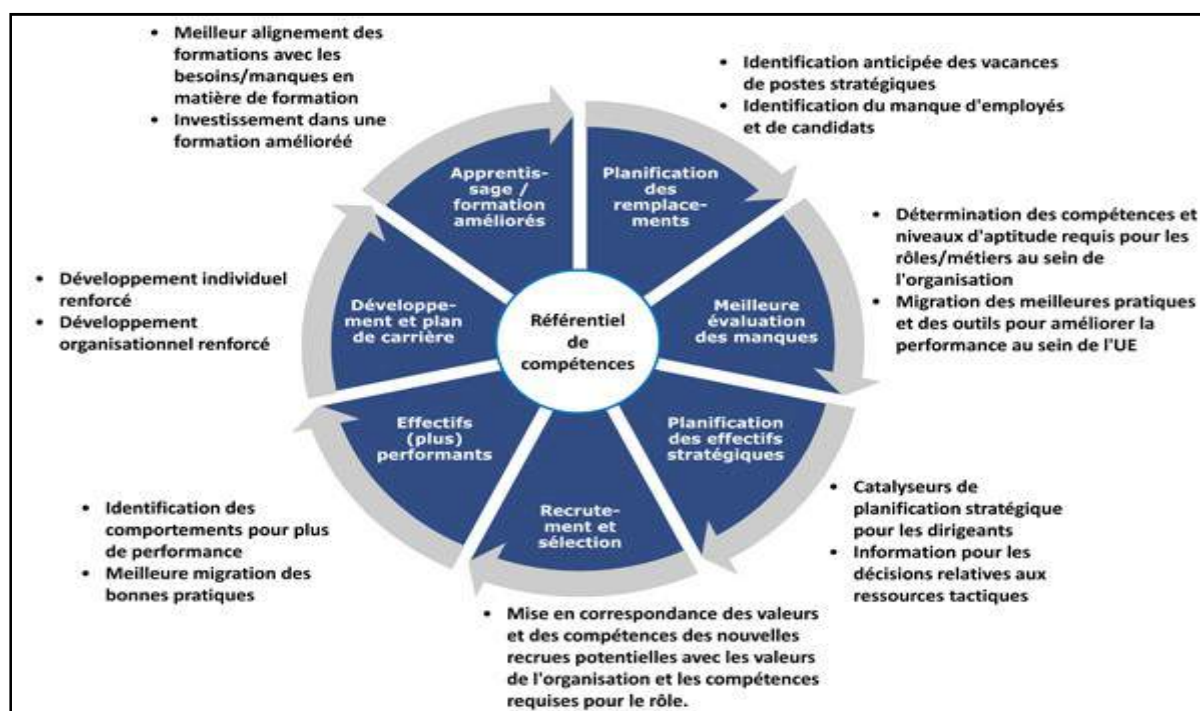 • Meilleur alignement des
formations avec les
besoins/manques en
matière de formation
• Investissement dans une
formation amélioréé
• Identification anticipée des vacances
de postes stratégiques
• Identification du manque d'employés
et de candidats
Apprentis-
sage /
formation
améliorés
Planification
des
remplace-
ments
• Détermination des compétences et
niveaux d'aptitude requis pour les
rôles/métiers au sein de
l'organisation
• Migration des meilleures pratiques
et des outils pour améliorer la
performance au sein de l'UE
• Développement individuel
renforcé
• Développement
organisationnel renforcé
Développe-
ment et plan
de carrière
Référentiel
de
compétences
Meilleure
évaluation
des manques
Effectifs
(plus)
performants
Planification
des effectifs
stratégiques
Recrute-
ment et
sélection
• Catalyseurs de
planification stratégique
pour les dirigeants
• Information pour les
décisions relatives aux
ressources tactiques
• Identification des
comportements pour plus
de performance
• Meilleure migration des
bonnes pratiques
• Mise en correspondance des valeurs
et des compétences des nouvelles
recrues potentielles avec les valeurs
de l'organisation et les compétences
requises pour le rôle.